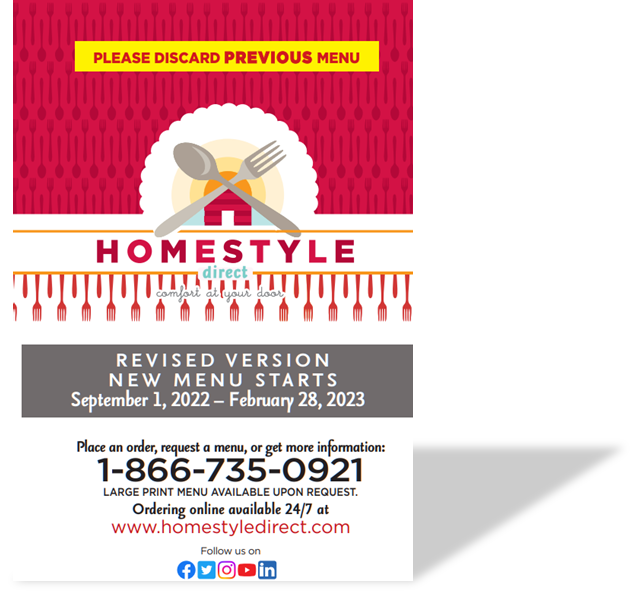 PLEASE DISCARD PREVIOUS MENU
HOMESTYLE
direct
comfort at your door
REVISED VERSION
NEW MENU STARTS
September 1, 2022 – February 28, 2023
Place an order, request a menu, or get more information:
1-866-735-0921
LARGE PRINT MENU AVAILABLE UPON REQUEST.
Ordering online available 24/7 at
www.homestyledirect.com
Follow us on